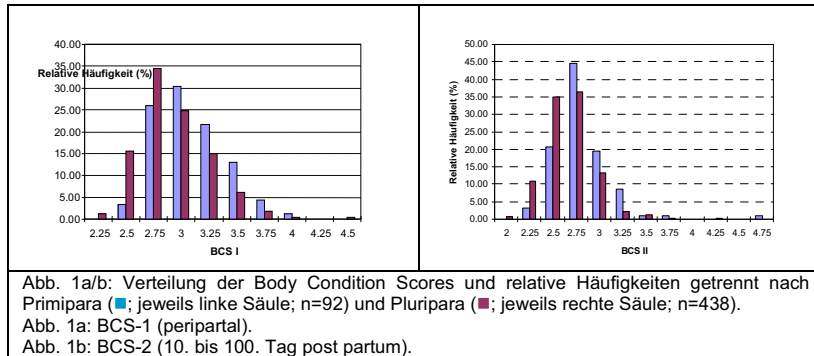 40.00
35.00
Relative Häufigkeit (%)
30.00
25.00
20.00
15.00
10.00
5.00
0.00
2.25 2.5 2.75 3 3.25 3.5 3.75 4 4.25 4.5
BCS I
50.00
45.00
40.00
35.00
30.00
25.00
20.00
15.00
10.00
5.00
0.00
Relative Häufigkeit (%)
2 2.25 2.5 2.75 3 3.25 3.5 3.75 4 4.25 4.5 4.75
BCS II
Abb. 1a/b: Verteilung der Body Condition Scores und relative Häufigkeiten getrennt nach
Primipara (■; jeweils linke Säule; n=92) und Pluripara (■; jeweils rechte Säule; n=438).
Abb. 1a: BCS-1 (peripartal).
Abb. 1b: BCS-2 (10. bis 100. Tag post partum).